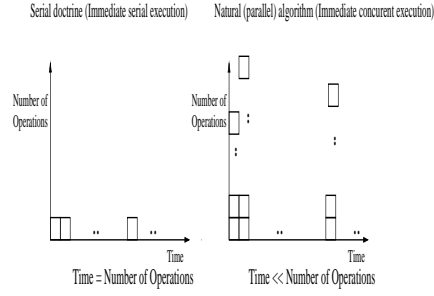 Serial doctrine (Immediate serial execution)
Natural (parallel) algorithm (Immediate concurent execution)
Number of
Operations
Number of
Operations
Time
Time
Time = Number of Operations
Time << Number of Operations